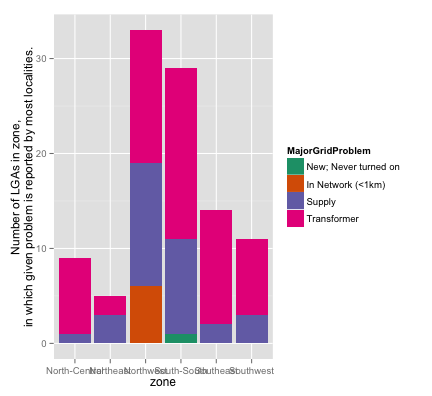 Number of LGAs in zone,
in which given problem is reported by most localities.
30
20
10
0
North-Central Northeast Northwest South-South Southeast Southwest
zone
MajorGridProblem
New; Never turned on
In Network (<1km)
Supply
Transformer